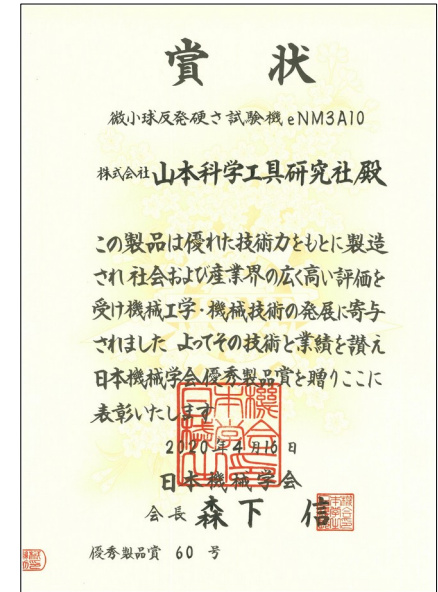 賞状
微小球反発硬さ試験機eNM3A10
株式会社山本科学工具研究社殿
この製品は優れた技術力をもとに製造
され社会および産業界の広く高い評価を
受け機械工学・機械技術の発展に寄与
されました よってその技術と業績を讃え
日本機械学会優秀製品賞を贈りここに
表彰いたします
2020年4月16日
日本機械学会
会長 森下 信
優秀製品賞 60 号